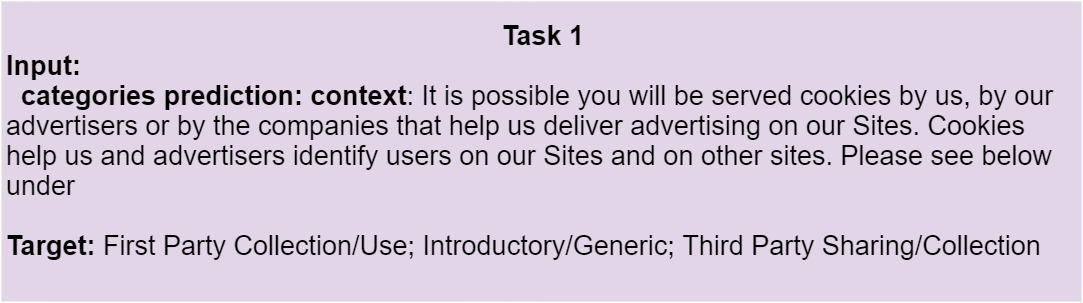 Task 1
Input:
categories prediction: context: It is possible you will be served cookies by us, by our
advertisers or by the companies that help us deliver advertising on our Sites. Cookies
help us and advertisers identify users on our Sites and on other sites. Please see below
under
Target: First Party Collection/Use; Introductory/Generic; Third Party Sharing/Collection